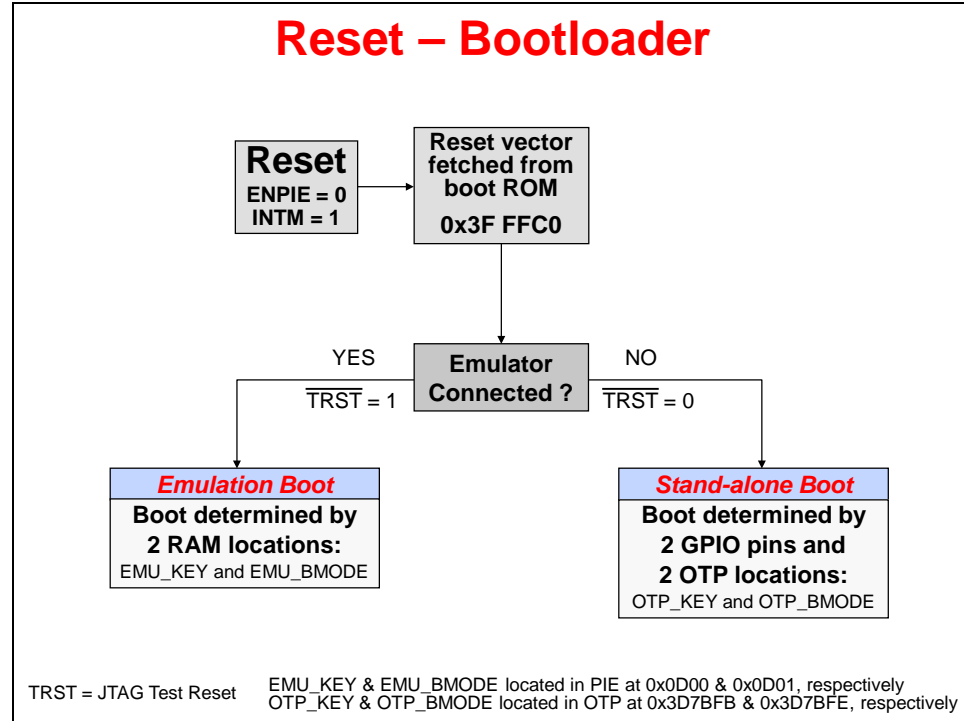 Reset – Bootloader
Reset
ENPIE = 0
INTM = 1
Reset vector
fetched from
boot ROM
0x3F FFC0
Emulator
Connected ?
YES
TRST = 1
NO
TRST = 0
Emulation Boot
Boot determined by
2 RAM locations:
EMU_KEY and EMU_BMODE
Stand-alone Boot
Boot determined by
2 GPIO pins and
2 OTP locations:
OTP_KEY and OTP_BMODE
TRST = JTAG Test Reset
EMU_KEY & EMU_BMODE located in PIE at 0x0D00 & 0x0D01, respectively
OTP_KEY & OTP_BMODE located in OTP at 0x3D7BFB & 0x3D7BFE, respectively